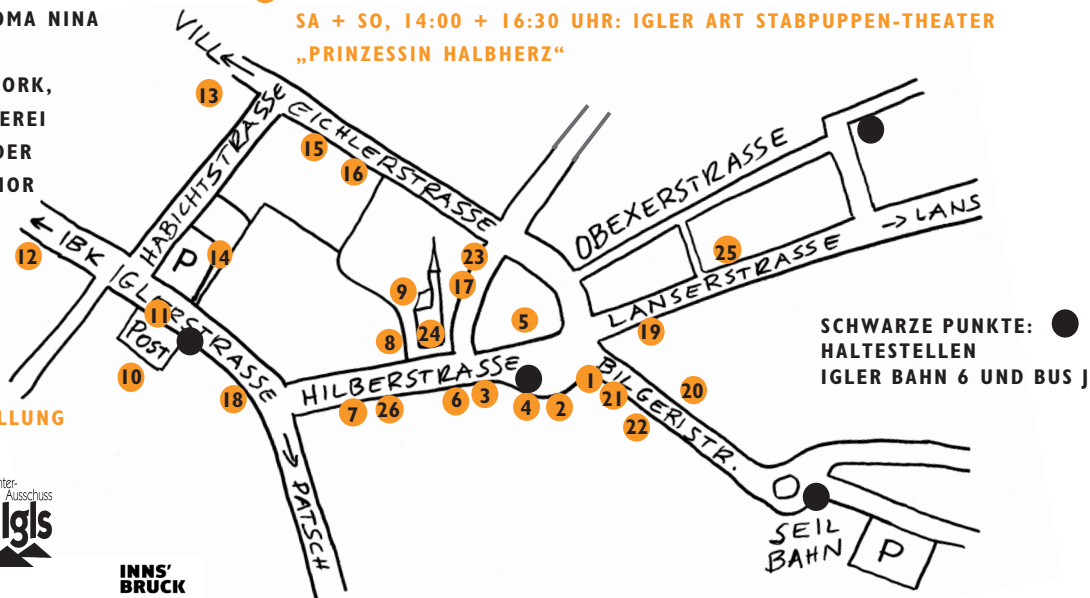 OMA NINA
SA + SO, 14:00 + 16:30 UHR: IGLER ART STABPUPPEN-THEATER
„PRINZESSIN HALBHERZ“
ORK,
EREI
DER
HOR
VILL
13
HABICHTSTRASSE
EICHLERSTRASSE
15
16
OBEXERSTRASSE
→ LANS
LANSERSTRASSE
25
19
← IBK
12
IGLERSTRASSE
P
14
11
POST
10
18
23
17
9
24
8
5
HILBERSTRASSE
7
26
6
3
4
2
1
21
22
20
BILGERISTR.
PATSCH
SEIL
BAHN
P
SCHWARZE PUNKTE:
HALTESTELLEN
IGLER BAHN 6 UND BUS J
LLUNG
nter-
Ausschuss
Igls
INNS'
BRUCK